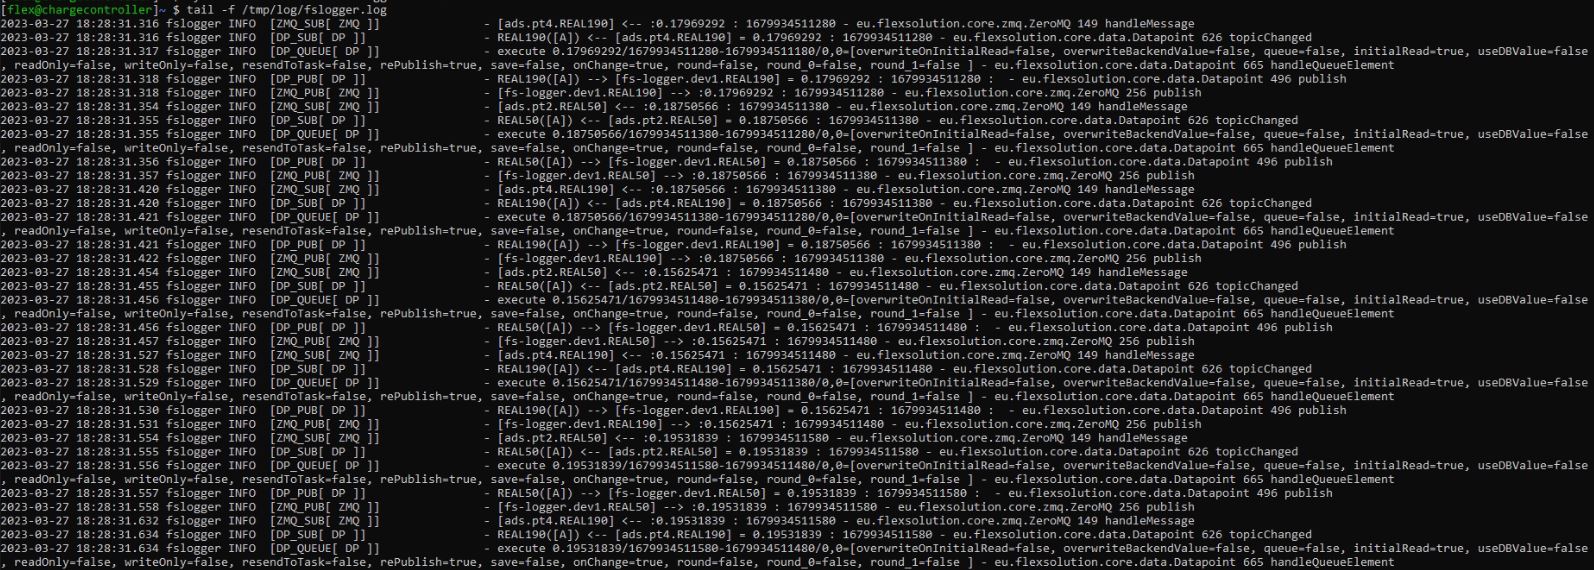 [flex@chargecontroller]~ $ tail -f /tmp/log/fslogger.log
2023-03-27 18:28:31.316 fslogger INFO  [ZMQ_SUB[ ZMQ ]]               - [ads.pt4.REAL190] <-- :0.17969292 : 1679934511280 - eu.flexsolution.core.zmq.ZeroMQ 149 handleMessage
2023-03-27 18:28:31.316 fslogger INFO  [DP_SUB[ DP ]]                 - REAL190([A]) <-- [ads.pt4.REAL190] = 0.17969292 : 1679934511280 - eu.flexsolution.core.data.Datapoint 626 topicChanged
2023-03-27 18:28:31.317 fslogger INFO  [DP_QUEUE[ DP ]]               - execute 0.17969292/1679934511280-1679934511180/0,0=[overwriteOnInitialRead=false, overwriteBackendValue=false, queue=false, initialRead=true, useDBValue=false
, readOnly=false, writeOnly=false, resendToTask=false, rePublish=true, save=false, onChange=true, round=false, round_0=false, round_1=false ] - eu.flexsolution.core.data.Datapoint 665 handleQueueElement
2023-03-27 18:28:31.318 fslogger INFO  [DP_PUB[ DP ]]                 - REAL190([A]) --> [fs-logger.dev1.REAL190] = 0.17969292 : 1679934511280 :  - eu.flexsolution.core.data.Datapoint 496 publish
2023-03-27 18:28:31.318 fslogger INFO  [ZMQ_PUB[ ZMQ ]]               - [fs-logger.dev1.REAL190] --> :0.17969292 : 1679934511280 - eu.flexsolution.core.zmq.ZeroMQ 256 publish
2023-03-27 18:28:31.354 fslogger INFO  [ZMQ_SUB[ ZMQ ]]               - [ads.pt2.REAL50] <-- :0.18750566 : 1679934511380 - eu.flexsolution.core.zmq.ZeroMQ 149 handleMessage
2023-03-27 18:28:31.355 fslogger INFO  [DP_SUB[ DP ]]                 - REAL50([A]) <-- [ads.pt2.REAL50] = 0.18750566 : 1679934511380 - eu.flexsolution.core.data.Datapoint 626 topicChanged
2023-03-27 18:28:31.355 fslogger INFO  [DP_QUEUE[ DP ]]               - execute 0.18750566/1679934511380-1679934511280/0,0=[overwriteOnInitialRead=false, overwriteBackendValue=false, queue=false, initialRead=true, useDBValue=false
, readOnly=false, writeOnly=false, resendToTask=false, rePublish=true, save=false, onChange=true, round=false, round_0=false, round_1=false ] - eu.flexsolution.core.data.Datapoint 665 handleQueueElement
2023-03-27 18:28:31.356 fslogger INFO  [DP_PUB[ DP ]]                 - REAL50([A]) --> [fs-logger.dev1.REAL50] = 0.18750566 : 1679934511380 :  - eu.flexsolution.core.data.Datapoint 496 publish
2023-03-27 18:28:31.357 fslogger INFO  [ZMQ_PUB[ ZMQ ]]               - [fs-logger.dev1.REAL50] --> :0.18750566 : 1679934511380 - eu.flexsolution.core.zmq.ZeroMQ 256 publish
2023-03-27 18:28:31.420 fslogger INFO  [ZMQ_SUB[ ZMQ ]]               - [ads.pt4.REAL190] <-- :0.18750566 : 1679934511380 - eu.flexsolution.core.zmq.ZeroMQ 149 handleMessage
2023-03-27 18:28:31.420 fslogger INFO  [DP_SUB[ DP ]]                 - REAL190([A]) <-- [ads.pt4.REAL190] = 0.18750566 : 1679934511380 - eu.flexsolution.core.data.Datapoint 626 topicChanged
2023-03-27 18:28:31.421 fslogger INFO  [DP_QUEUE[ DP ]]               - execute 0.18750566/1679934511380-1679934511280/0,0=[overwriteOnInitialRead=false, overwriteBackendValue=false, queue=false, initialRead=true, useDBValue=false
, readOnly=false, writeOnly=false, resendToTask=false, rePublish=true, save=false, onChange=true, round=false, round_0=false, round_1=false ] - eu.flexsolution.core.data.Datapoint 665 handleQueueElement
2023-03-27 18:28:31.421 fslogger INFO  [DP_PUB[ DP ]]                 - REAL190([A]) --> [fs-logger.dev1.REAL190] = 0.18750566 : 1679934511380 :  - eu.flexsolution.core.data.Datapoint 496 publish
2023-03-27 18:28:31.422 fslogger INFO  [ZMQ_PUB[ ZMQ ]]               - [fs-logger.dev1.REAL190] --> :0.18750566 : 1679934511380 - eu.flexsolution.core.zmq.ZeroMQ 256 publish
2023-03-27 18:28:31.454 fslogger INFO  [ZMQ_SUB[ ZMQ ]]               - [ads.pt2.REAL50] <-- :0.15625471 : 1679934511480 - eu.flexsolution.core.zmq.ZeroMQ 149 handleMessage
2023-03-27 18:28:31.455 fslogger INFO  [DP_SUB[ DP ]]                 - REAL50([A]) <-- [ads.pt2.REAL50] = 0.15625471 : 1679934511480 - eu.flexsolution.core.data.Datapoint 626 topicChanged
2023-03-27 18:28:31.456 fslogger INFO  [DP_QUEUE[ DP ]]               - execute 0.15625471/1679934511480-1679934511380/0,0=[overwriteOnInitialRead=false, overwriteBackendValue=false, queue=false, initialRead=true, useDBValue=false
, readOnly=false, writeOnly=false, resendToTask=false, rePublish=true, save=false, onChange=true, round=false, round_0=false, round_1=false ] - eu.flexsolution.core.data.Datapoint 665 handleQueueElement
2023-03-27 18:28:31.456 fslogger INFO  [DP_PUB[ DP ]]                 - REAL50([A]) --> [fs-logger.dev1.REAL50] = 0.15625471 : 1679934511480 :  - eu.flexsolution.core.data.Datapoint 496 publish
2023-03-27 18:28:31.457 fslogger INFO  [ZMQ_PUB[ ZMQ ]]               - [fs-logger.dev1.REAL50] --> :0.15625471 : 1679934511480 - eu.flexsolution.core.zmq.ZeroMQ 256 publish
2023-03-27 18:28:31.527 fslogger INFO  [ZMQ_SUB[ ZMQ ]]               - [ads.pt4.REAL190] <-- :0.15625471 : 1679934511480 - eu.flexsolution.core.zmq.ZeroMQ 149 handleMessage
2023-03-27 18:28:31.528 fslogger INFO  [DP_SUB[ DP ]]                 - REAL190([A]) <-- [ads.pt4.REAL190] = 0.15625471 : 1679934511480 - eu.flexsolution.core.data.Datapoint 626 topicChanged
2023-03-27 18:28:31.529 fslogger INFO  [DP_QUEUE[ DP ]]               - execute 0.15625471/1679934511480-1679934511380/0,0=[overwriteOnInitialRead=false, overwriteBackendValue=false, queue=false, initialRead=true, useDBValue=false
, readOnly=false, writeOnly=false, resendToTask=false, rePublish=true, save=false, onChange=true, round=false, round_0=false, round_1=false ] - eu.flexsolution.core.data.Datapoint 665 handleQueueElement
2023-03-27 18:28:31.530 fslogger INFO  [DP_PUB[ DP ]]                 - REAL190([A]) --> [fs-logger.dev1.REAL190] = 0.15625471 : 1679934511480 :  - eu.flexsolution.core.data.Datapoint 496 publish
2023-03-27 18:28:31.531 fslogger INFO  [ZMQ_PUB[ ZMQ ]]               - [fs-logger.dev1.REAL190] --> :0.15625471 : 1679934511480 - eu.flexsolution.core.zmq.ZeroMQ 256 publish
2023-03-27 18:28:31.554 fslogger INFO  [ZMQ_SUB[ ZMQ ]]               - [ads.pt2.REAL50] <-- :0.19531839 : 1679934511580 - eu.flexsolution.core.zmq.ZeroMQ 149 handleMessage
2023-03-27 18:28:31.555 fslogger INFO  [DP_SUB[ DP ]]                 - REAL50([A]) <-- [ads.pt2.REAL50] = 0.19531839 : 1679934511580 - eu.flexsolution.core.data.Datapoint 626 topicChanged
2023-03-27 18:28:31.556 fslogger INFO  [DP_QUEUE[ DP ]]               - execute 0.19531839/1679934511580-1679934511480/0,0=[overwriteOnInitialRead=false, overwriteBackendValue=false, queue=false, initialRead=true, useDBValue=false
, readOnly=false, writeOnly=false, resendToTask=false, rePublish=true, save=false, onChange=true, round=false, round_0=false, round_1=false ] - eu.flexsolution.core.data.Datapoint 665 handleQueueElement
2023-03-27 18:28:31.557 fslogger INFO  [DP_PUB[ DP ]]                 - REAL50([A]) --> [fs-logger.dev1.REAL50] = 0.19531839 : 1679934511580 :  - eu.flexsolution.core.data.Datapoint 496 publish
2023-03-27 18:28:31.558 fslogger INFO  [ZMQ_PUB[ ZMQ ]]               - [fs-logger.dev1.REAL50] --> :0.19531839 : 1679934511580 - eu.flexsolution.core.zmq.ZeroMQ 256 publish
2023-03-27 18:28:31.632 fslogger INFO  [ZMQ_SUB[ ZMQ ]]               - [ads.pt4.REAL190] <-- :0.19531839 : 1679934511580 - eu.flexsolution.core.zmq.ZeroMQ 149 handleMessage
2023-03-27 18:28:31.634 fslogger INFO  [DP_SUB[ DP ]]                 - REAL190([A]) <-- [ads.pt4.REAL190] = 0.19531839 : 1679934511580 - eu.flexsolution.core.data.Datapoint 626 topicChanged
2023-03-27 18:28:31.634 fslogger INFO  [DP_QUEUE[ DP ]]               - execute 0.19531839/1679934511580-1679934511480/0,0=[overwriteOnInitialRead=false, overwriteBackendValue=false, queue=false, initialRead=true, useDBValue=false
, readOnly=false, writeOnly=false, resendToTask=false, rePublish=true, save=false, onChange=true, round=false, round_0=false, round_1=false ] - eu.flexsolution.core.data.Datapoint 665 handleQueueElement